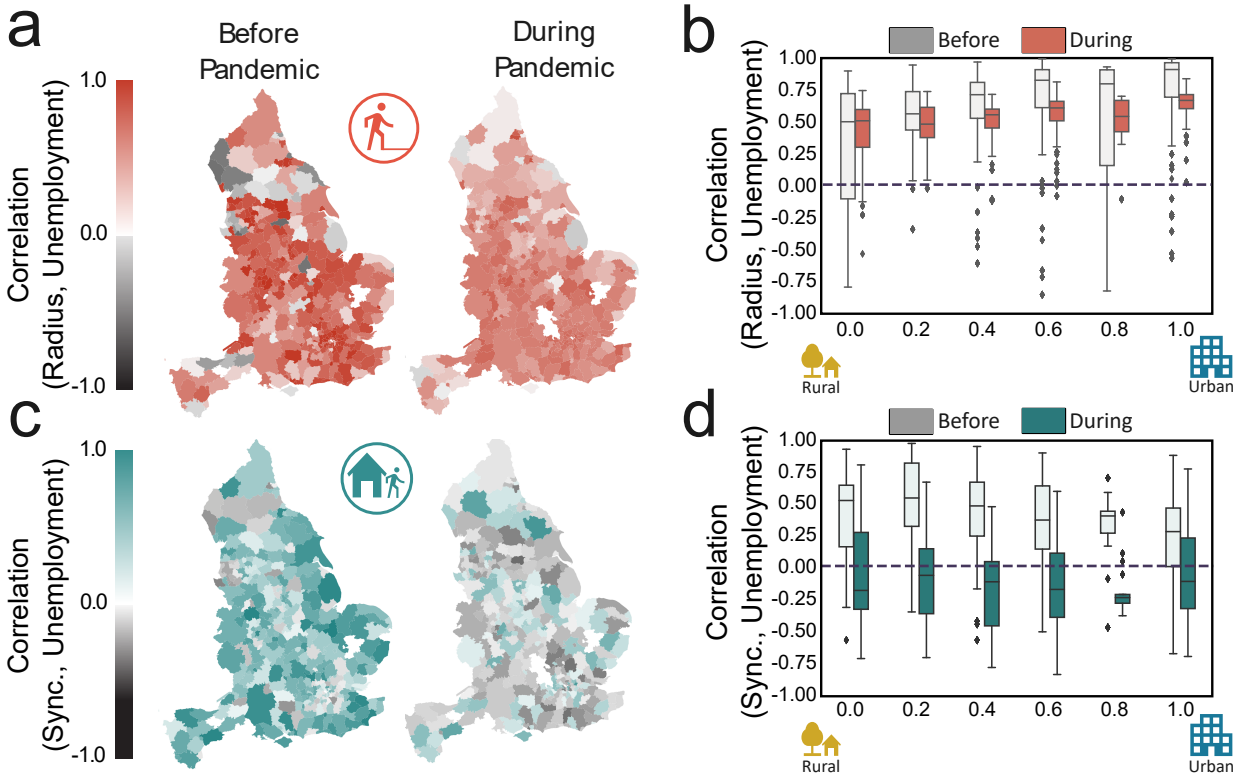 a
Before
Pandemic
During
Pandemic
Correlation
(Radius, Unemployment)
1.0
0.0
-1.0
b
Before
During
Correlation
(Radius, Unemployment)
1.00
0.75
0.50
0.25
0.00
-0.25
-0.50
-0.75
-1.00
0.0
0.2
0.4
0.6
0.8
1.0
Rural
Urban
c
Correlation
(Sync., Unemployment)
1.0
0.0
-1.0
d
Before
During
Correlation
(Sync., Unemployment)
1.00
0.75
0.50
0.25
0.00
-0.25
-0.50
-0.75
-1.00
0.0
0.2
0.4
0.6
0.8
1.0
Rural
Urban